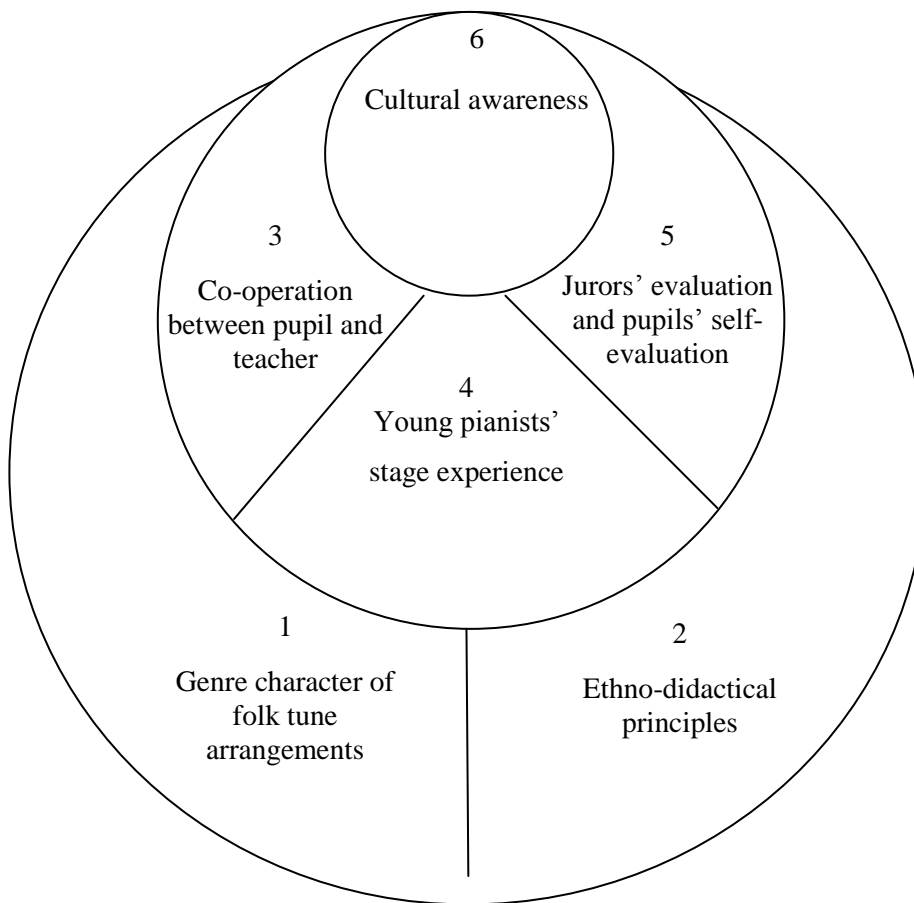 6
Cultural awareness
3
Co-operation
between pupil and
teacher
5
Jurors’ evaluation
and pupils’ self-
evaluation
4
Young pianists’
stage experience
1
Genre character of
folk tune
arrangements
2
Ethno-didactical
principles